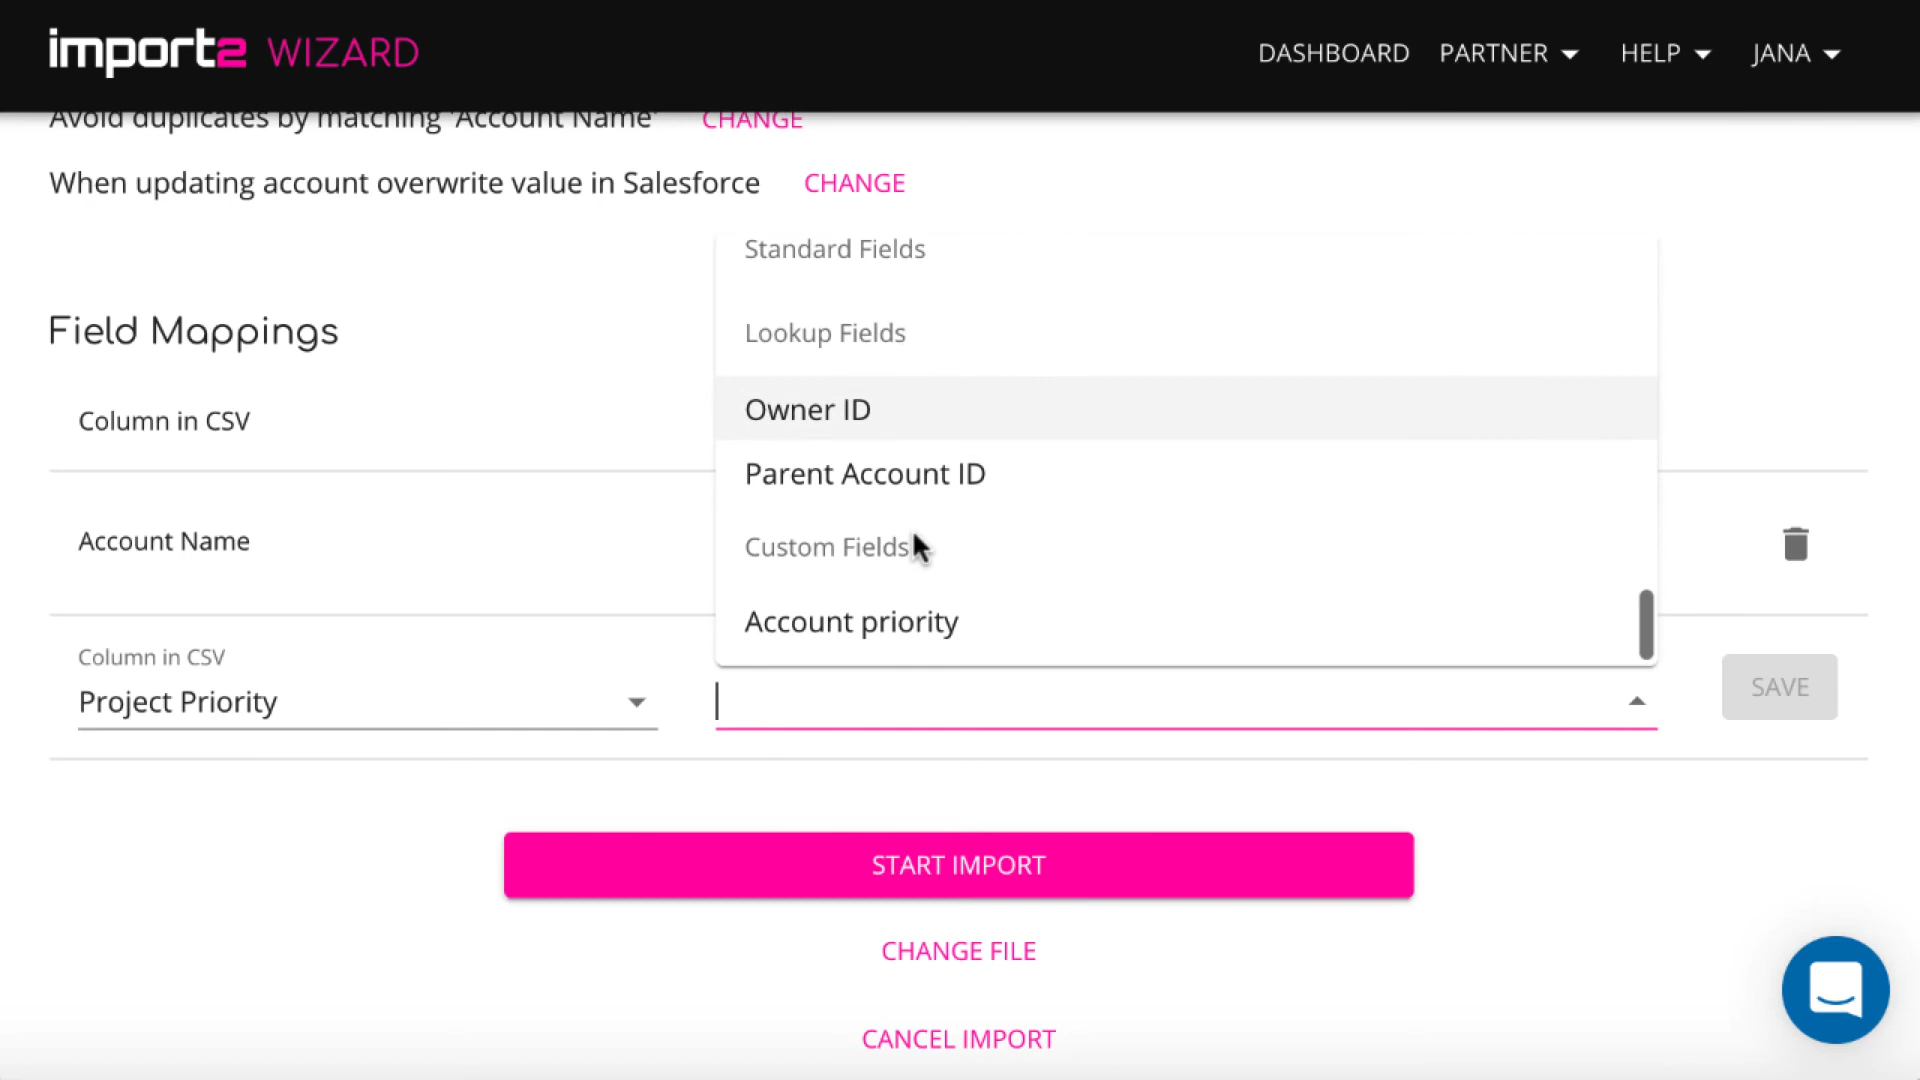 import2 WIZARD
DASHBOARD PARTNER HELP JANA
Avoid duplicates by matching 'Account Name' CHANGE
When updating account overwrite value in Salesforce CHANGE
Standard Fields
Lookup Fields
Field Mappings
Owner ID
Column in CSV
Parent Account ID
Account Name
Custom Fields
Account priority
Column in CSV
Project Priority
SAVE
START IMPORT
CHANGE FILE
CANCEL IMPORT